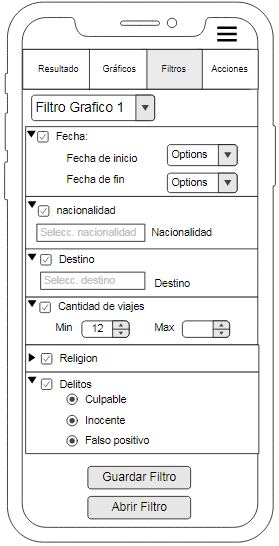 Resultado Gráficos Filtros Acciones
Filtro Grafico 1
Fecha:
Fecha de inicio Options
Fecha de fin Options
nacionalidad
Selecc. nacionalidad Nacionalidad
Destino
Selecc. destino Destino
Cantidad de viajes
Min 12 Max
Religion
Delitos
Culpable
Inocente
Falso positivo
Guardar Filtro
Abrir Filtro